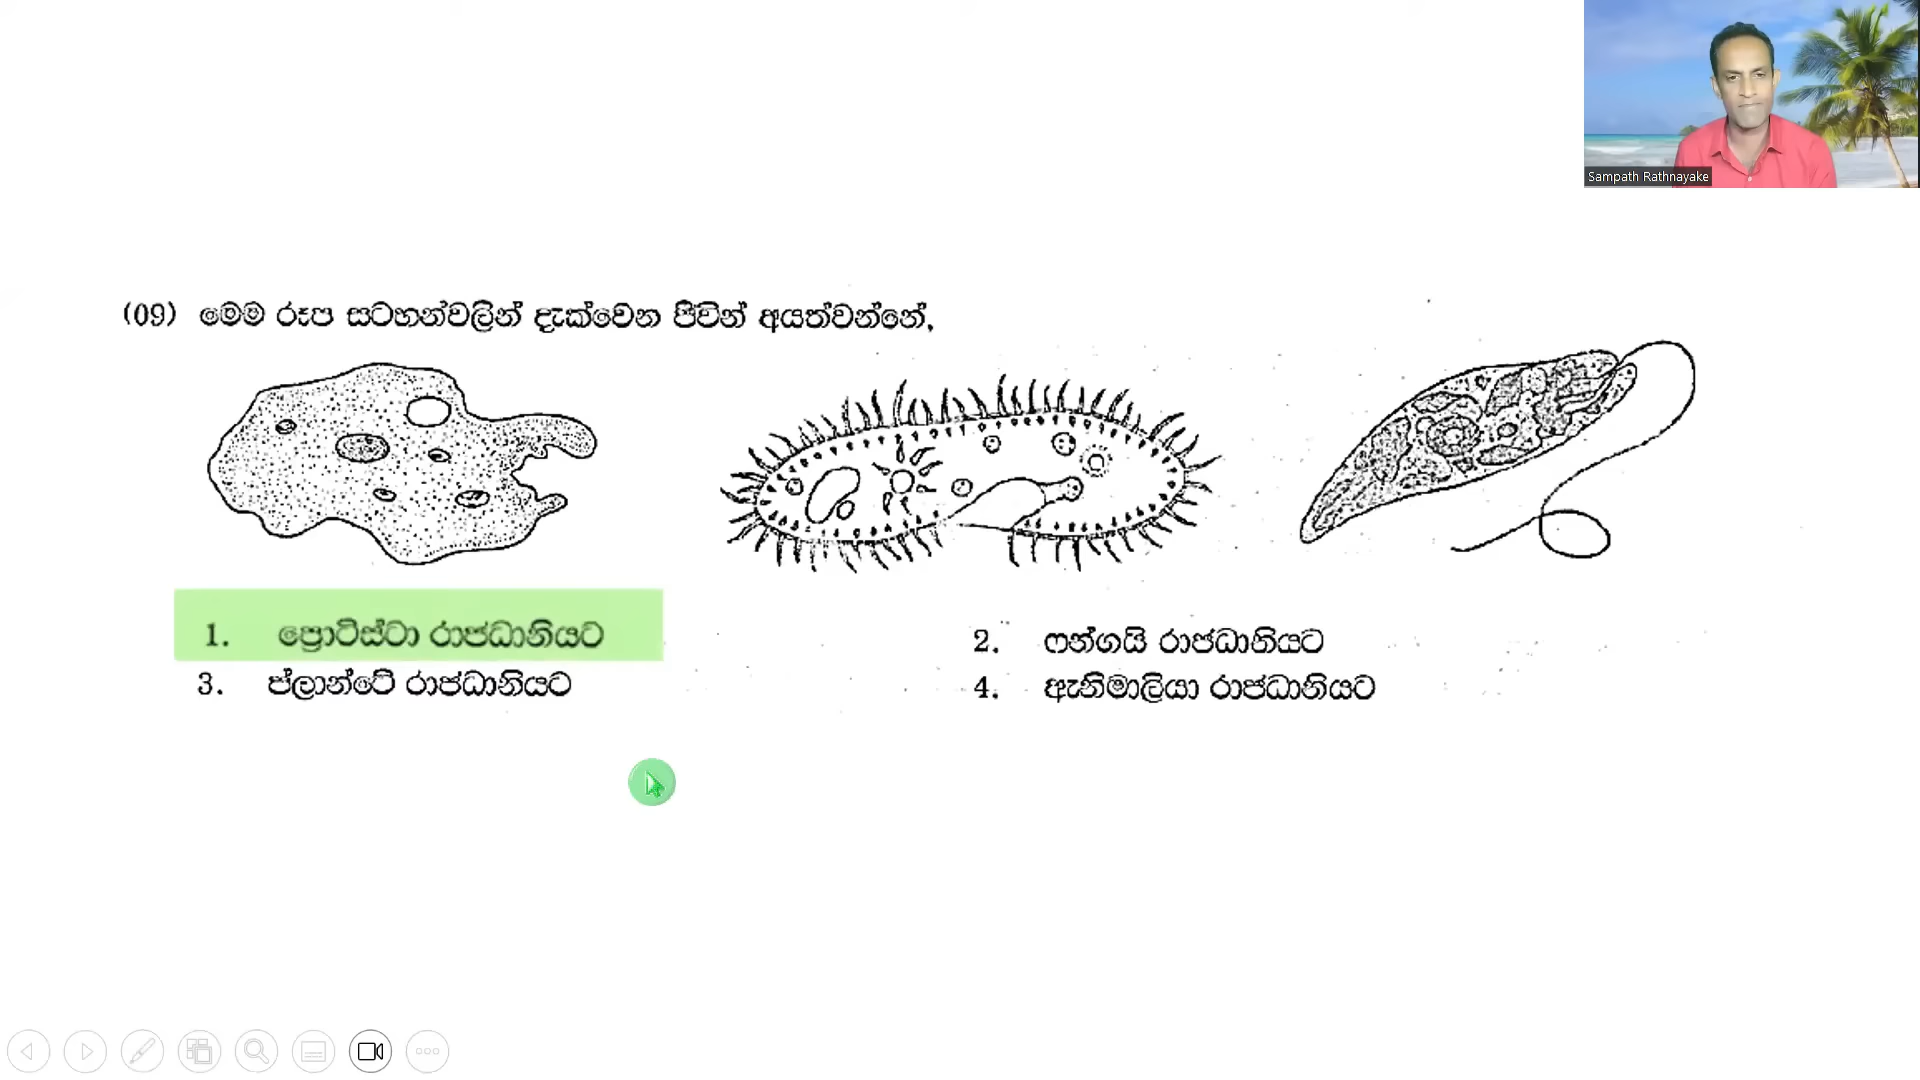 Sampath Rathnayake
(09) මෙම රූප සටහන්වලින් දැක්වෙන ජීවීන් අයත්වන්නේ,
1. ප්‍රොටිස්ටා රාජධානියට
2. ෆන්ගයි රාජධානියට
3. ප්ලාන්ටේ රාජධානියට
4. ඇනිමාලියා රාජධානියට